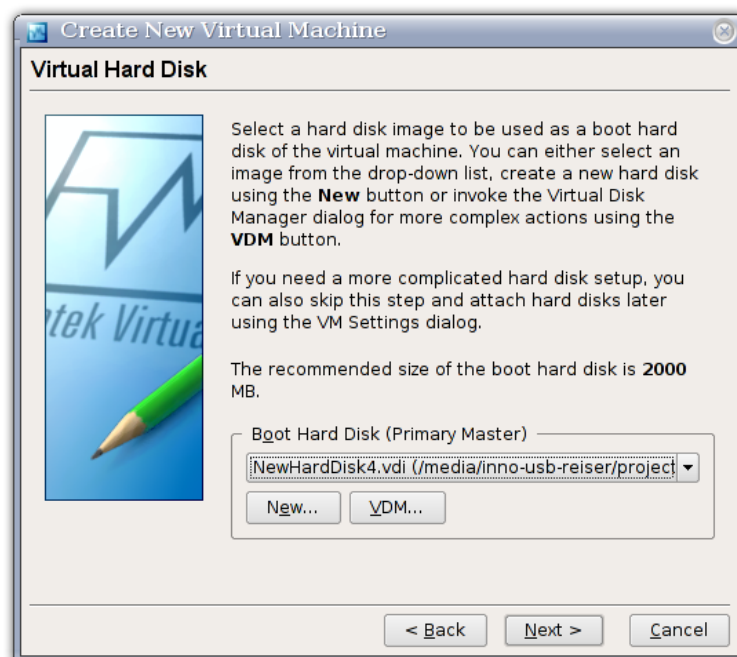 Create New Virtual Machine
Virtual Hard Disk
Select a hard disk image to be used as a boot hard
disk of the virtual machine. You can either select an
image from the drop-down list, create a new hard disk
using the New button or invoke the Virtual Disk
Manager dialog for more complex actions using the
VDM button.
If you need a more complicated hard disk setup, you
can also skip this step and attach hard disks later
using the VM Settings dialog.
The recommended size of the boot hard disk is 2000
MB.
Boot Hard Disk (Primary Master)
NewHardDisk4.vdi (/media/inno-usb-reiser/project
New...
VDM...
tek Virtua
< Back
Next >
Cancel